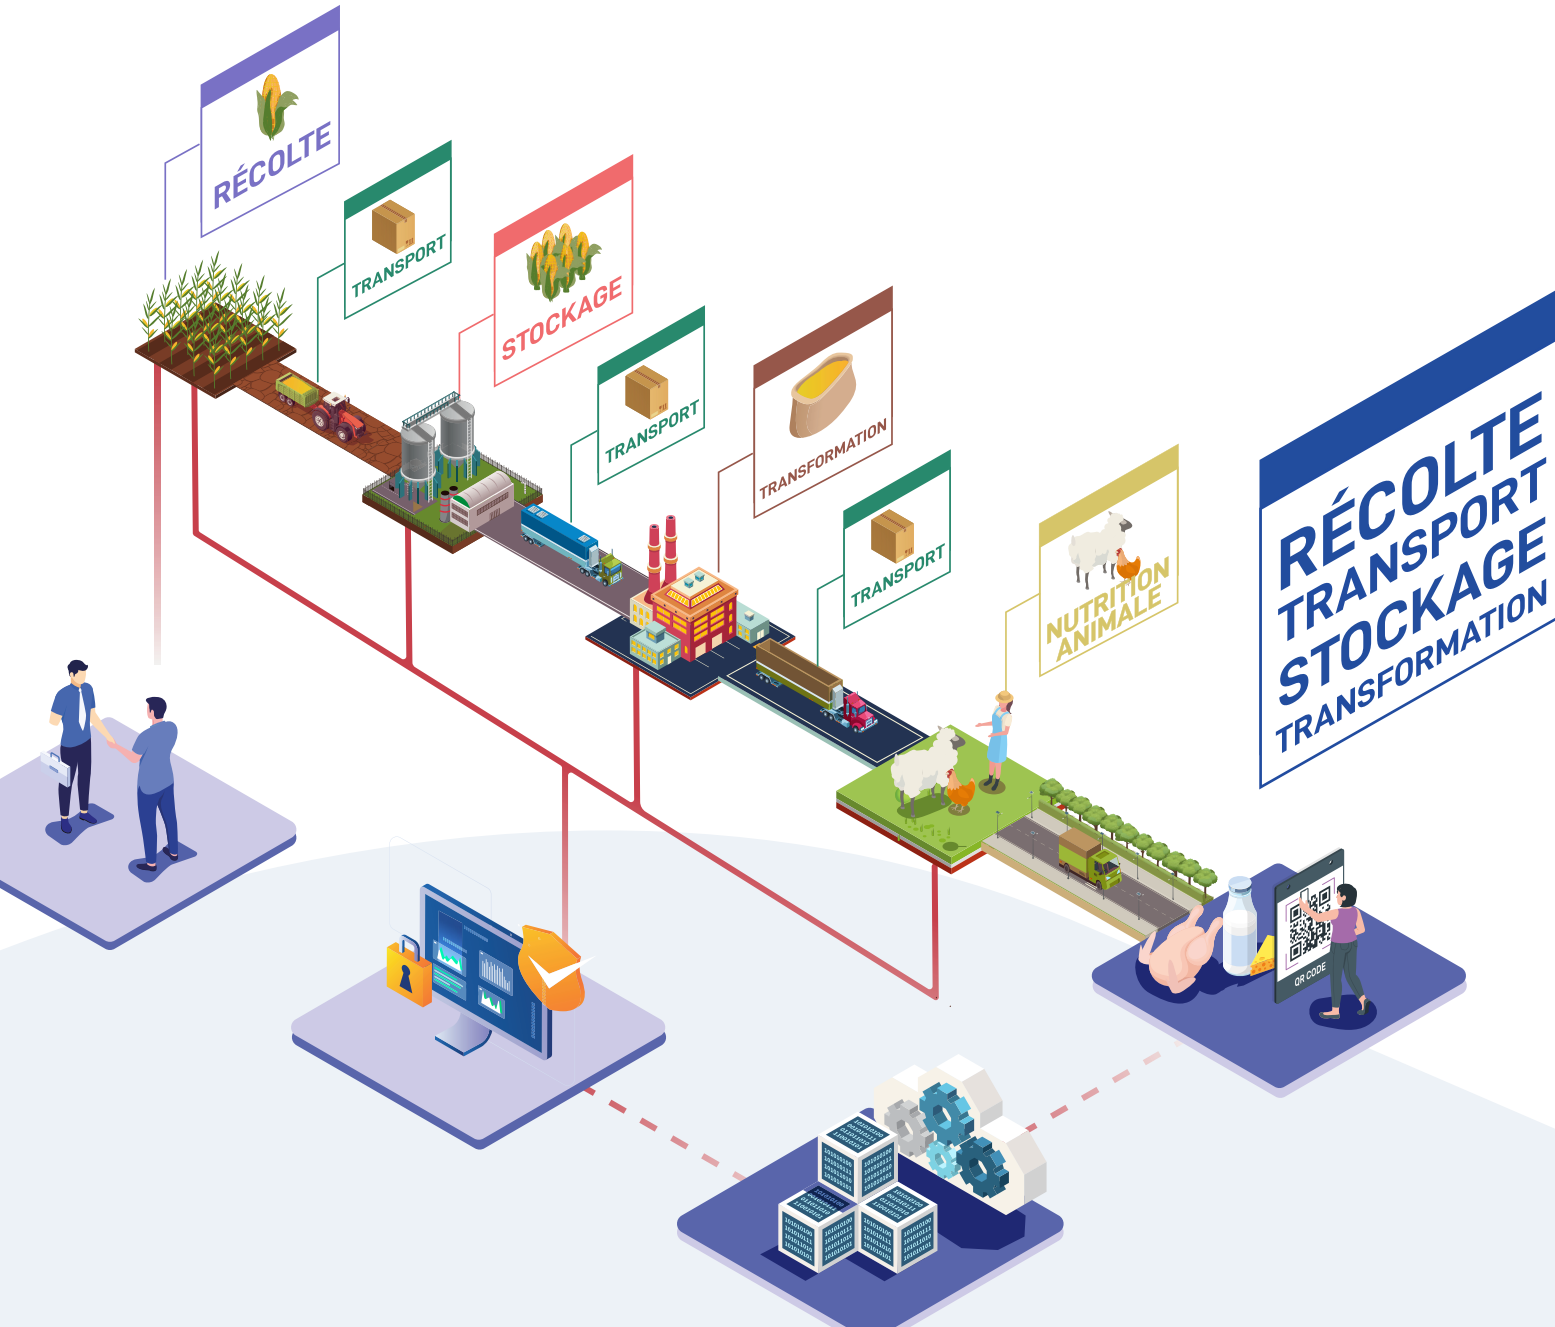 RÉCOLTE
TRANSPORT
STOCKAGE
TRANSPORT
TRANSFORMATION
TRANSPORT
NUTRITION
ANIMALE
RÉCOLTE
TRANSPORT
STOCKAGE
TRANSFORMATION
QR CODE